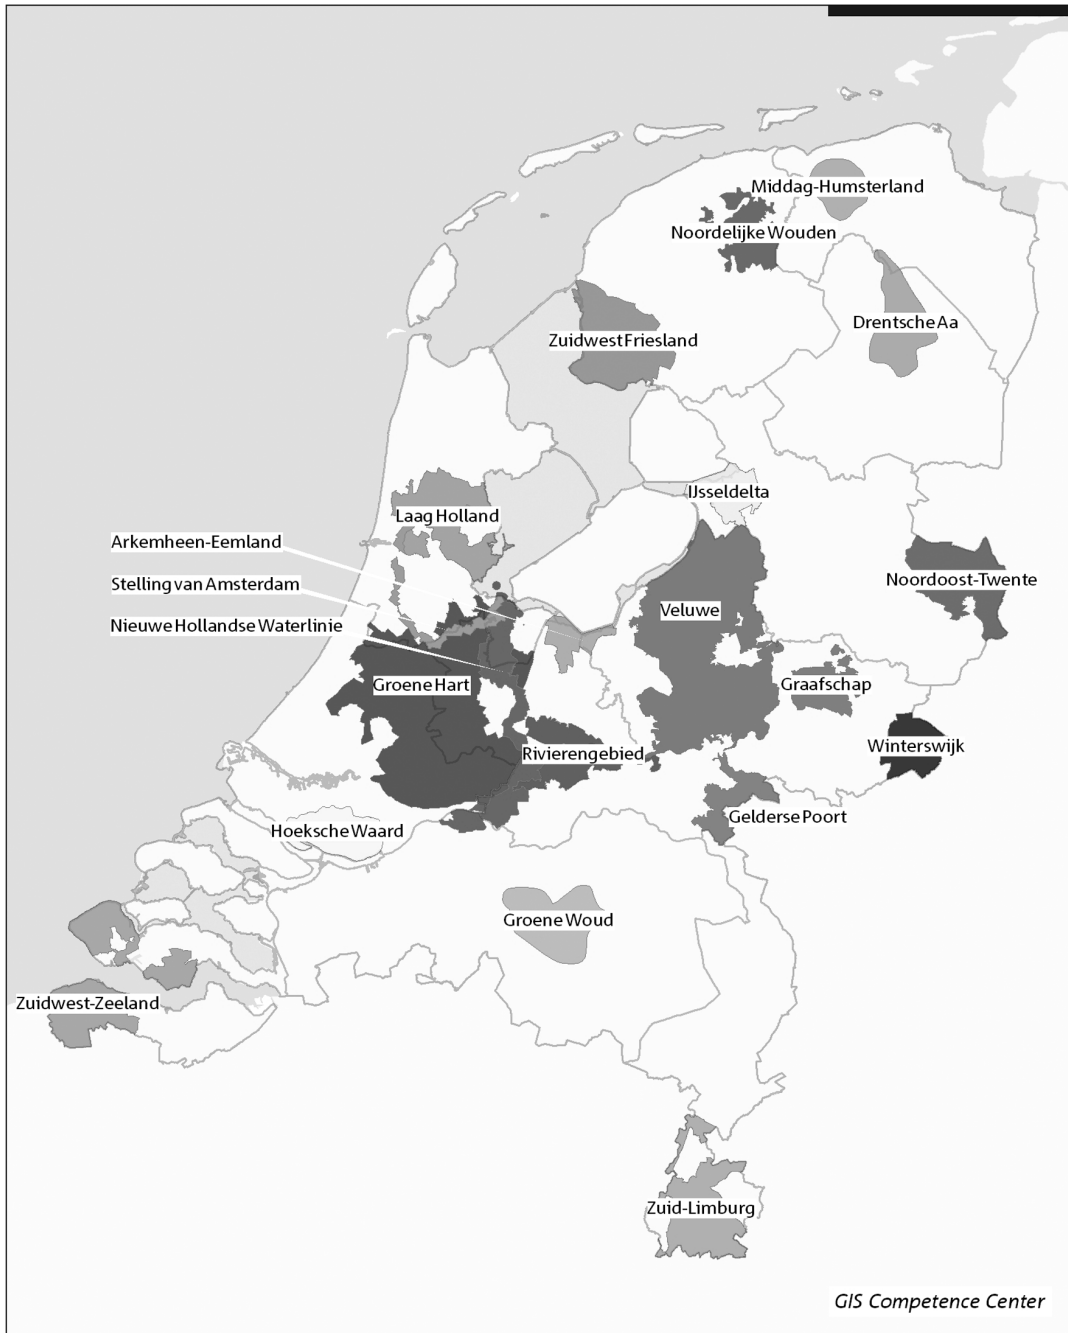 Middag-Humsterland
Noordelijke Wouden
Drentsche Aa
Zuidwest Friesland
IJsseldelta
Laag Holland
Arkemheen-Eemland
Noordoost-Twente
Stelling van Amsterdam
Veluwe
Nieuwe Hollandse Waterlinie
Groene Hart
Graafschap
Winterswijk
Rivierengebied
Gelderse Poort
Hoeksche Waard
Groene Woud
Zuidwest-Zeeland
Zuid-Limburg
GIS Competence Center